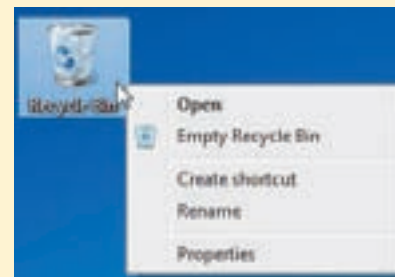 Recycle Bin
Open
Empty Recycle Bin
Create shortcut
Rename
Properties